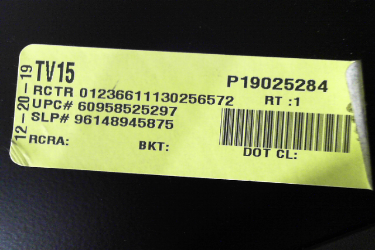 12-20-19
TV15
P19025284
RCTR 01236611130256572 RT :1
UPC# 60958525297
SLP# 96148945875
RCRA: BKT: DOT CL: